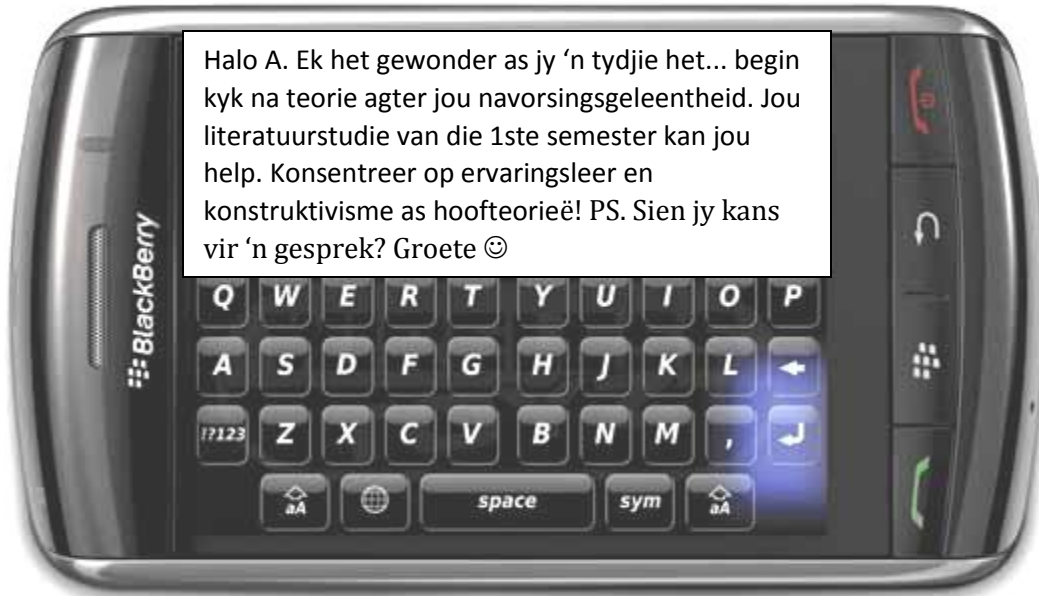 Halo A. Ek het gewonder as jy ‘n tydjie het... begin
kyk na teorie agter jou navorsingsgeleentheid. Jou
literatuurstudie van die 1ste semester kan jou
help. Konsentreer op ervaringsleer en
konstruktivisme as hoofteorieë! PS. Sien jy kans
vir ‘n gesprek? Groete ☺
BlackBerry
Q W E R T Y U I O P
A S D F G H J K L
!?123 Z X C V B N M ,
aA space sym aA